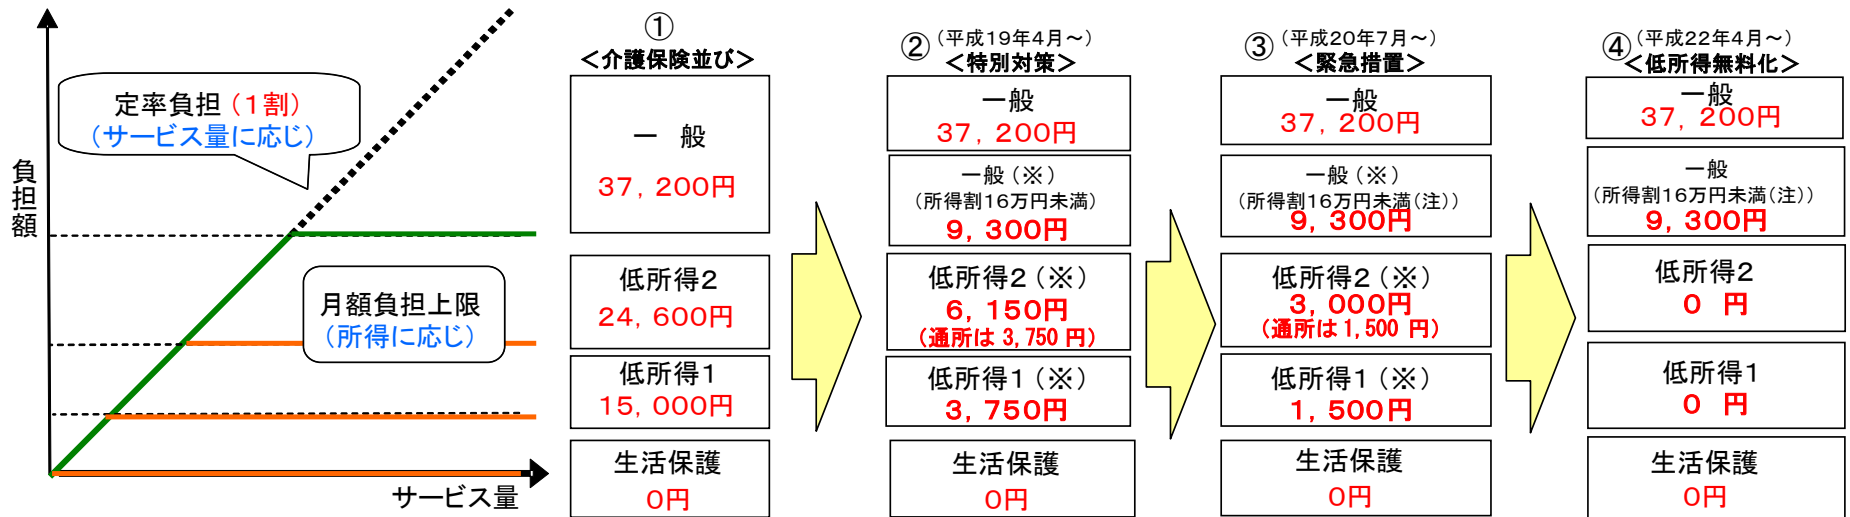 負担額
定率負担（１割）
（サービス量に応じ）
月額負担上限
（所得に応じ）
サービス量
①
＜介護保険並び＞
一　般
37，200円
低所得2
24，600円
低所得1
15，000円
生活保護
0円
②（平成19年4月～）
＜特別対策＞
一般
37，200円
一般（※）
（所得割16万円未満）
9，300円
低所得2（※）
6，150円
（通所は 3,750 円）
低所得1（※）
3，750円
生活保護
0円
③（平成20年7月～）
＜緊急措置＞
一般
37，200円
一般（※）
（所得割16万円未満（注））
9，300円
低所得2（※）
3，000円
（通所は 1,500 円）
低所得1（※）
1，500円
生活保護
0円
④（平成22年4月～）
＜低所得無料化＞
一般
37，200円
一般
（所得割16万円未満（注））
9，300円
低所得2
0　円
低所得1
0　円
生活保護
0円